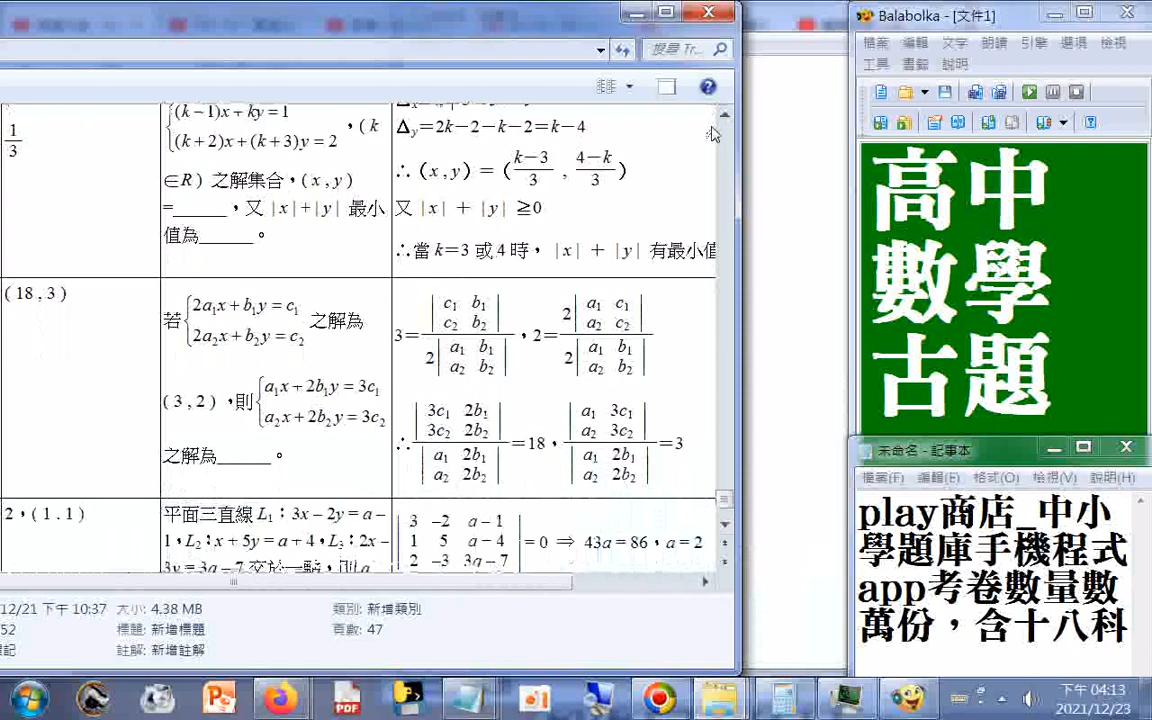 Balabolka - [文件1]
搜尋 Tr...
檔案 編輯 文字 朗讀 引擎 選項 檢視
工具 書籤 說明
1/3
{(k−1)x+ky=1
(k+2)x+(k+3)y=2 ，(k
∈R) 之解集合，(x,y)
=______，又 |x|+|y| 最小
值為______。
Δy＝2k−2−k−2＝k−4
∴ (x,y) ＝ (k−3/3 , 4−k/3)
又 |x| ＋ |y| ≧0
∴當 k＝3 或 4 時， |x| ＋ |y| 有最小值
(18,3)
若{2a₁x+b₁y=c₁
2a₂x+b₂y=c₂ 之解為
(3,2)，則{a₁x+2b₁y=3c₁
a₂x+2b₂y=3c₂
之解為______。
3＝|c₁ b₁; c₂ b₂| / 2|a₁ b₁; a₂ b₂|，2＝2|a₁ c₁; a₂ c₂| / 2|a₁ b₁; a₂ b₂|
∴ |3c₁ 2b₁; 3c₂ 2b₂| / |a₁ 2b₁; a₂ 2b₂| ＝18，|a₁ 3c₁; a₂ 3c₂| / |a₁ 2b₁; a₂ 2b₂| ＝3
2，(1,1)
平面三直線 L₁：3x−2y＝a−
1，L₂：x＋5y＝a＋4，L₃：2x−
3y＝3a−7 交於一點，則a
|3 −2 a−1; 1 5 a−4; 2 −3 3a−7| ＝0 ⇒ 43a＝86，a＝2
12/21 下午 10:37 大小: 4.38 MB 類別: 新增類別
52 標題: 新增標題 頁數: 47
記 註解: 新增註解
高中
數學
古題
未命名 - 記事本
檔案(F) 編輯(E) 格式(O) 檢視(V) 說明(H)
play商店_中小
學題庫手機程式
app考卷數量數
萬份，含十八科
下午 04:13
2021/12/23